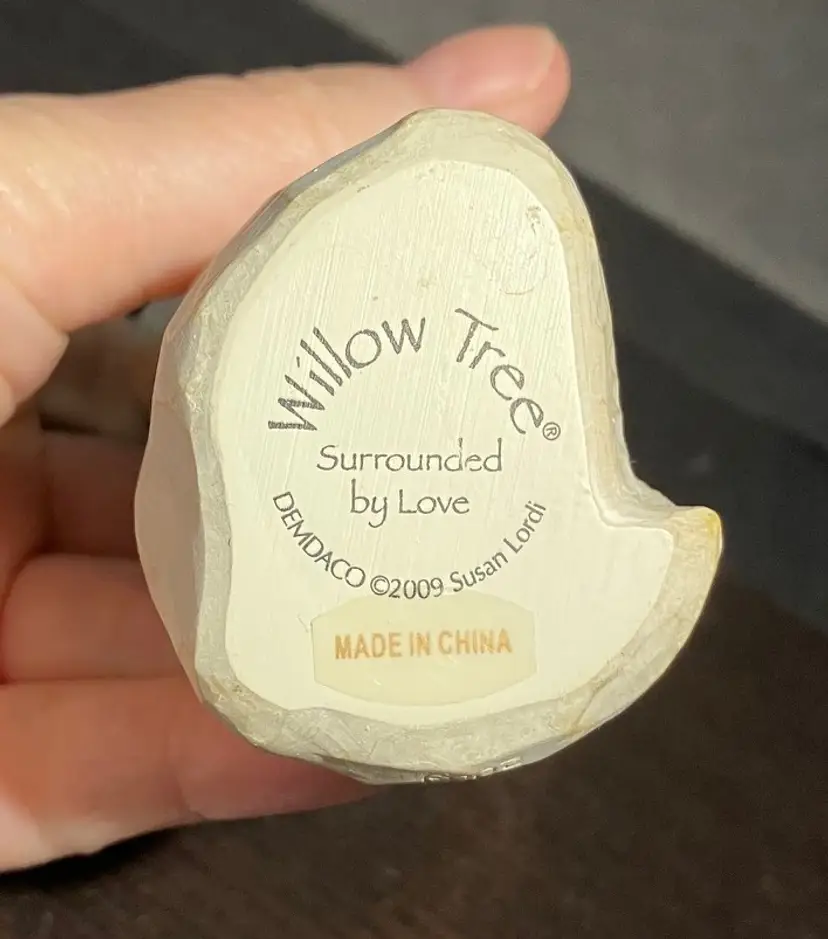 Willow Tree®
Surrounded
by Love
DEMDACO ©2009 Susan Lordi
MADE IN CHINA